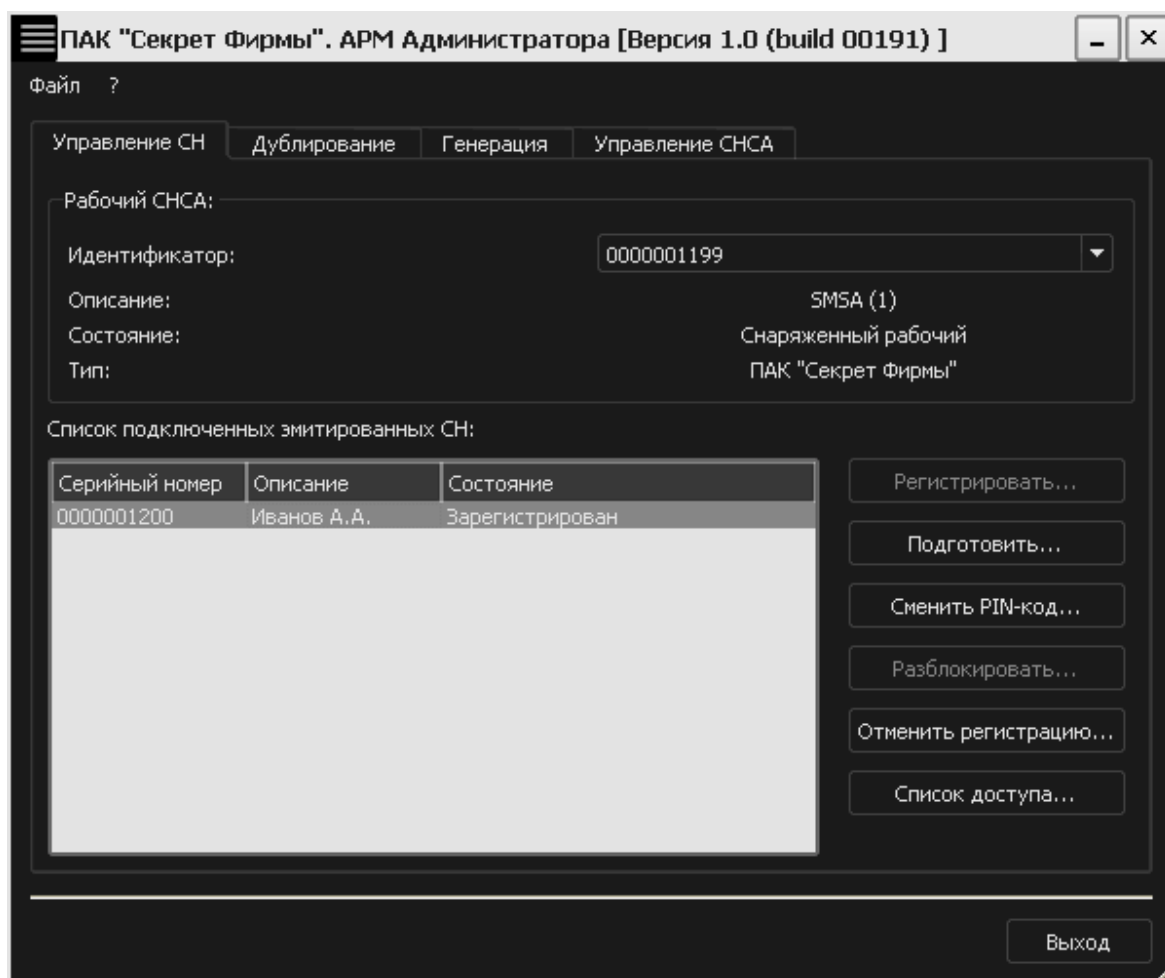 ПАК "Секрет Фирмы". АРМ Администратора [Версия 1.0 (build 00191) ]
Файл ?
Управление СН Дублирование Генерация Управление СНСА
Рабочий СНСА:
Идентификатор: 0000001199
Описание: SMSA (1)
Состояние: Снаряженный рабочий
Тип: ПАК "Секрет Фирмы"
Список подключенных эмитированных СН:
Серийный номер Описание Состояние
0000001200 Иванов А.А. Зарегистрирован
Регистрировать...
Подготовить...
Сменить PIN-код...
Разблокировать...
Отменить регистрацию...
Список доступа...
Выход